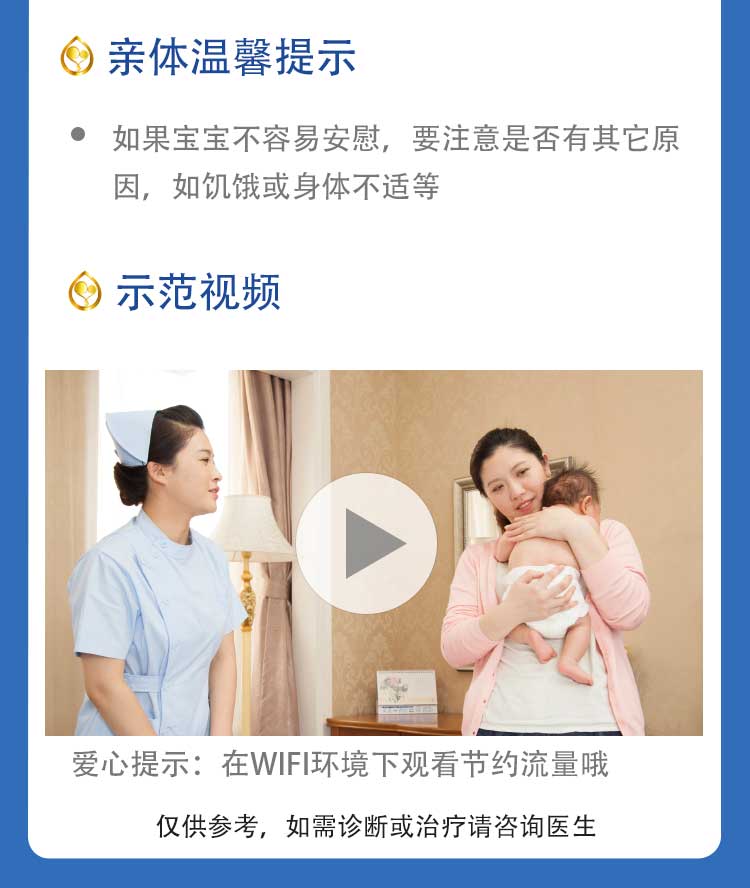 亲体温馨提示
如果宝宝不容易安慰，要注意是否有其它原
因，如饥饿或身体不适等
示范视频
爱心提示：在WIFI环境下观看节约流量哦
仅供参考，如需诊断或治疗请咨询医生